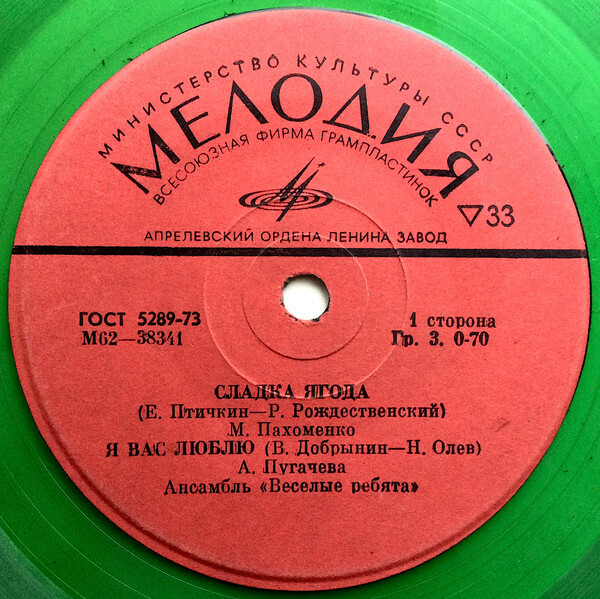 МИНИСТЕРСТВО КУЛЬТУРЫ СССР
МЕЛОДИЯ
ВСЕСОЮЗНАЯ ФИРМА ГРАМПЛАСТИНОК
▽33
АПРЕЛЕВСКИЙ ОРДЕНА ЛЕНИНА ЗАВОД
ГОСТ 5289-73
М62—38341
1 сторона
Гр. 3. 0-70
СЛАДКА ЯГОДА
(Е. Птичкин—Р. Рождественский)
М. Пахоменко
Я ВАС ЛЮБЛЮ (В. Добрынин—Н. Олев)
А. Пугачева
Ансамбль «Веселые ребята»